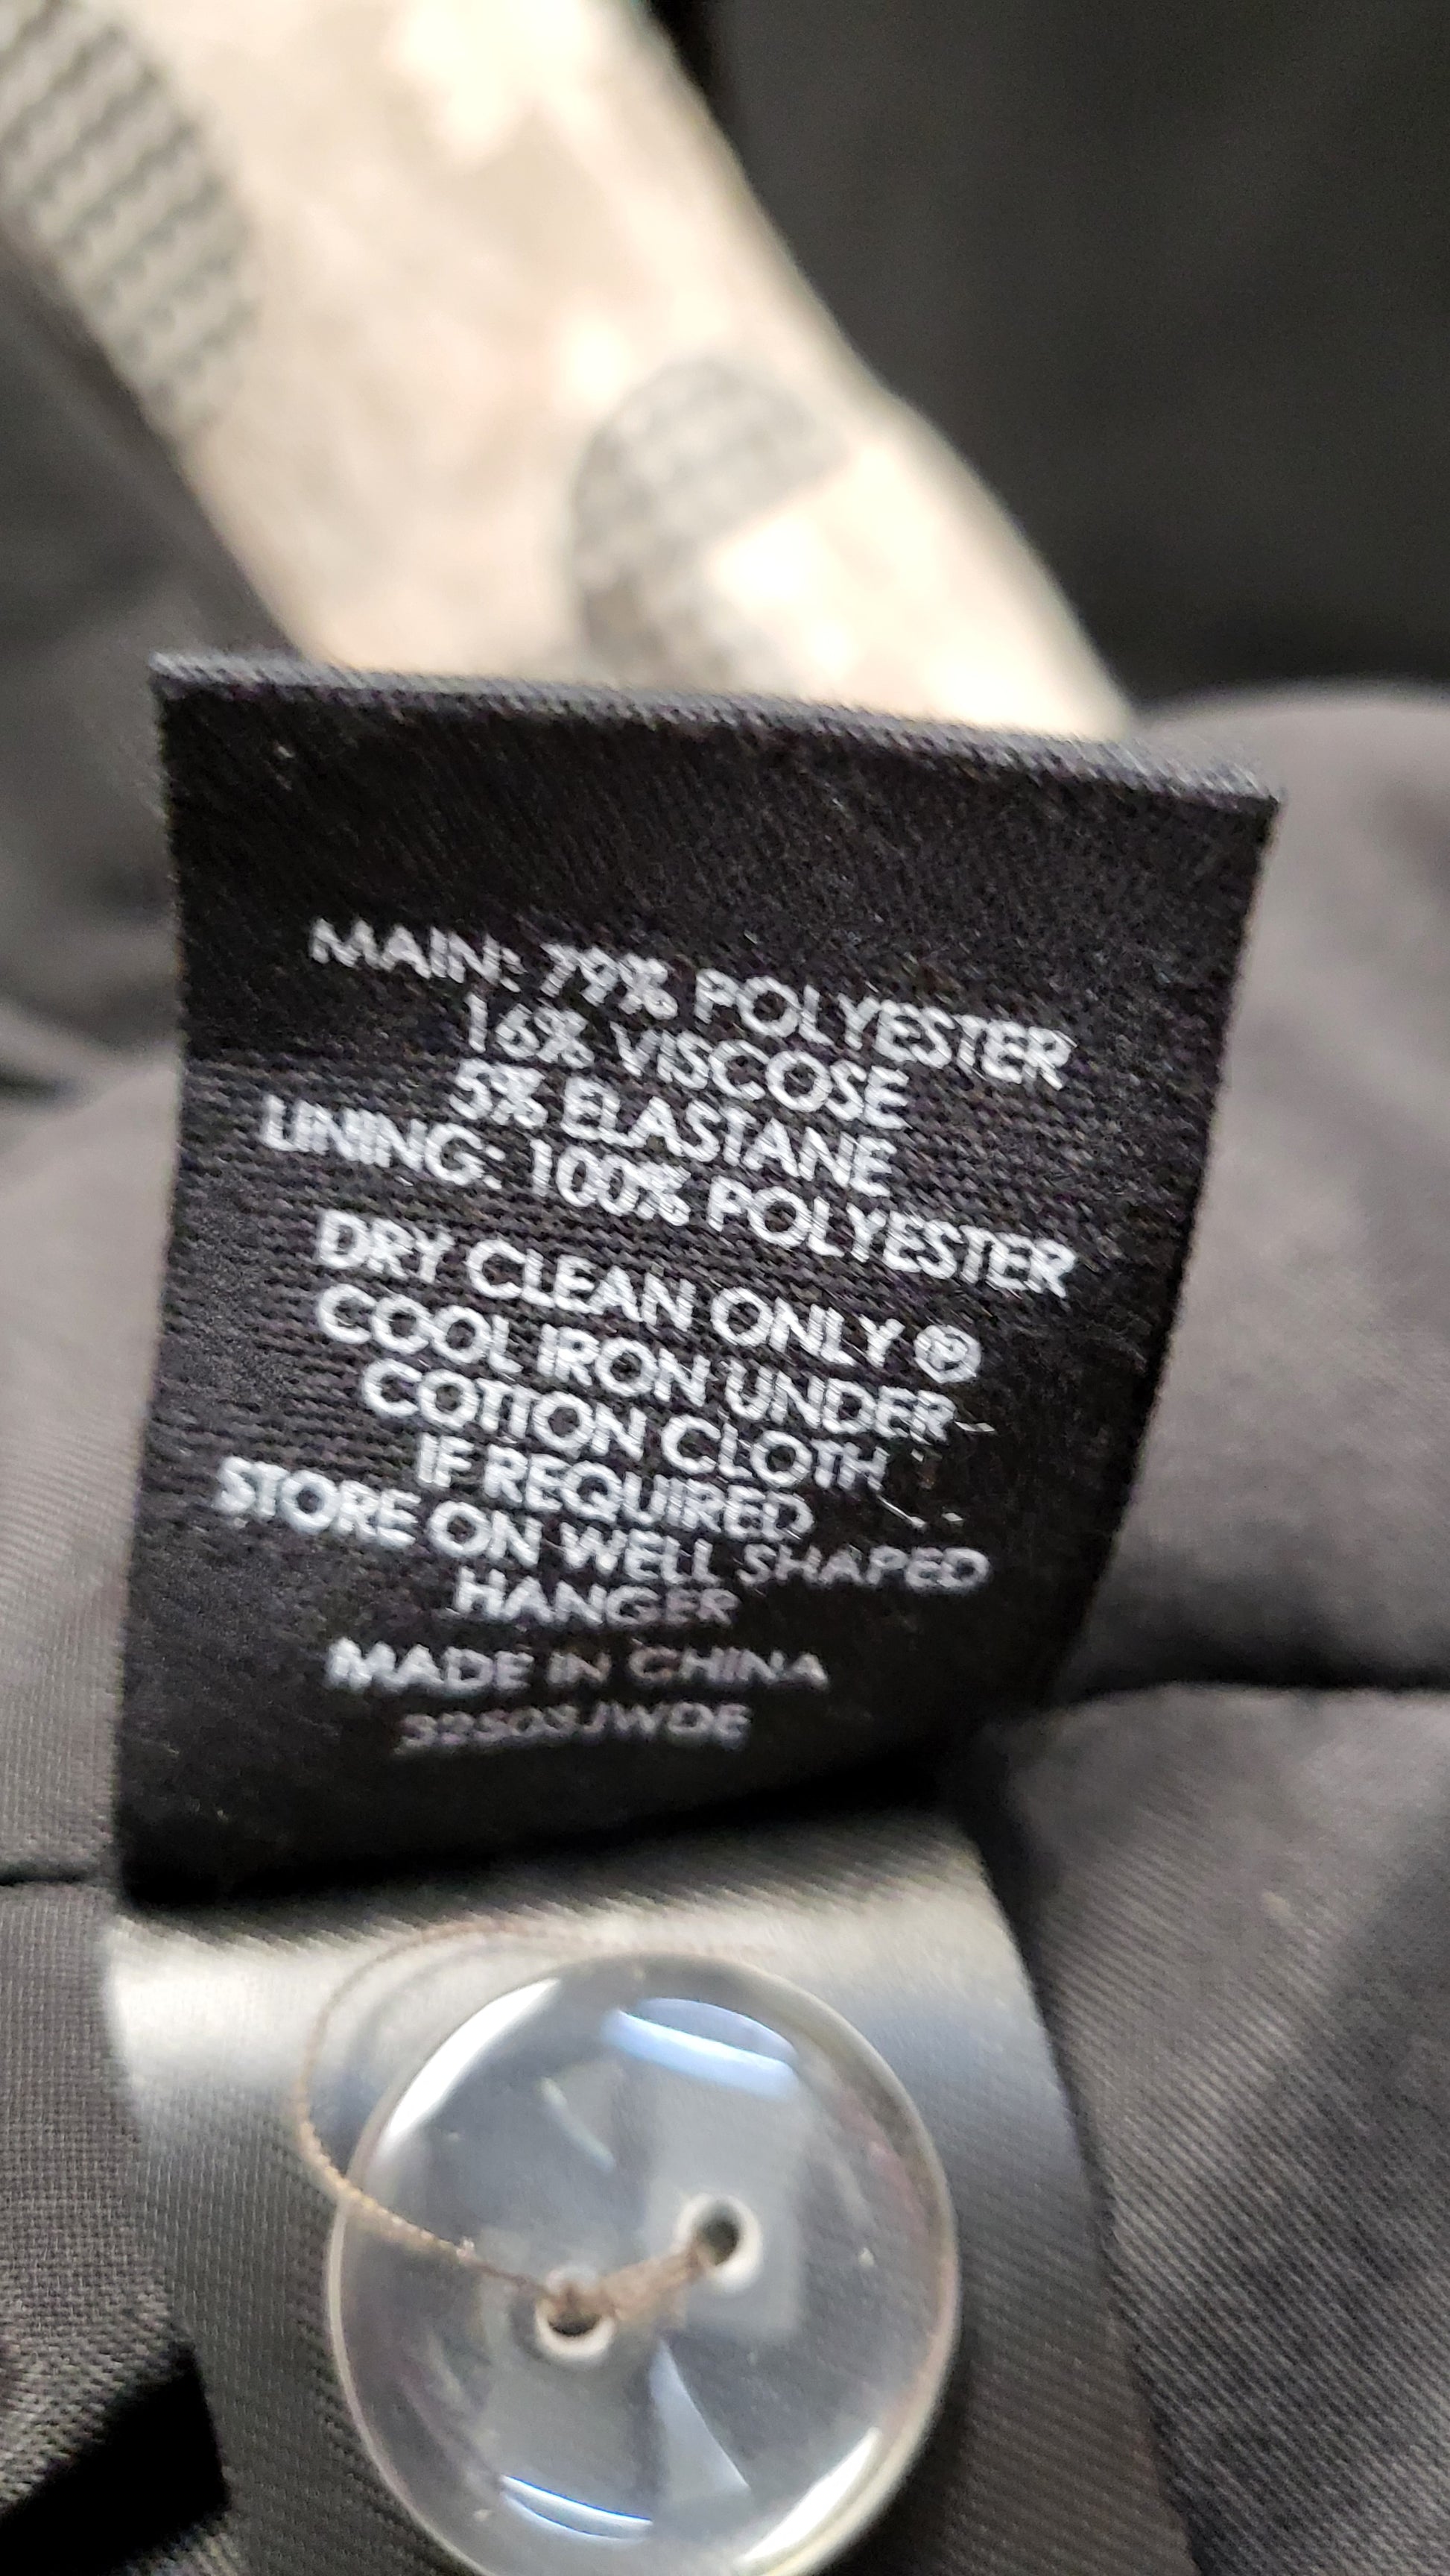 MAIN: 79% POLYESTER
16% VISCOSE
5% ELASTANE
LINING: 100% POLYESTER
DRY CLEAN ONLY Ⓟ
COOL IRON UNDER
COTTON CLOTH
IF REQUIRED
STORE ON WELL SHAPED
HANGER
MADE IN CHINA
32503JWDE